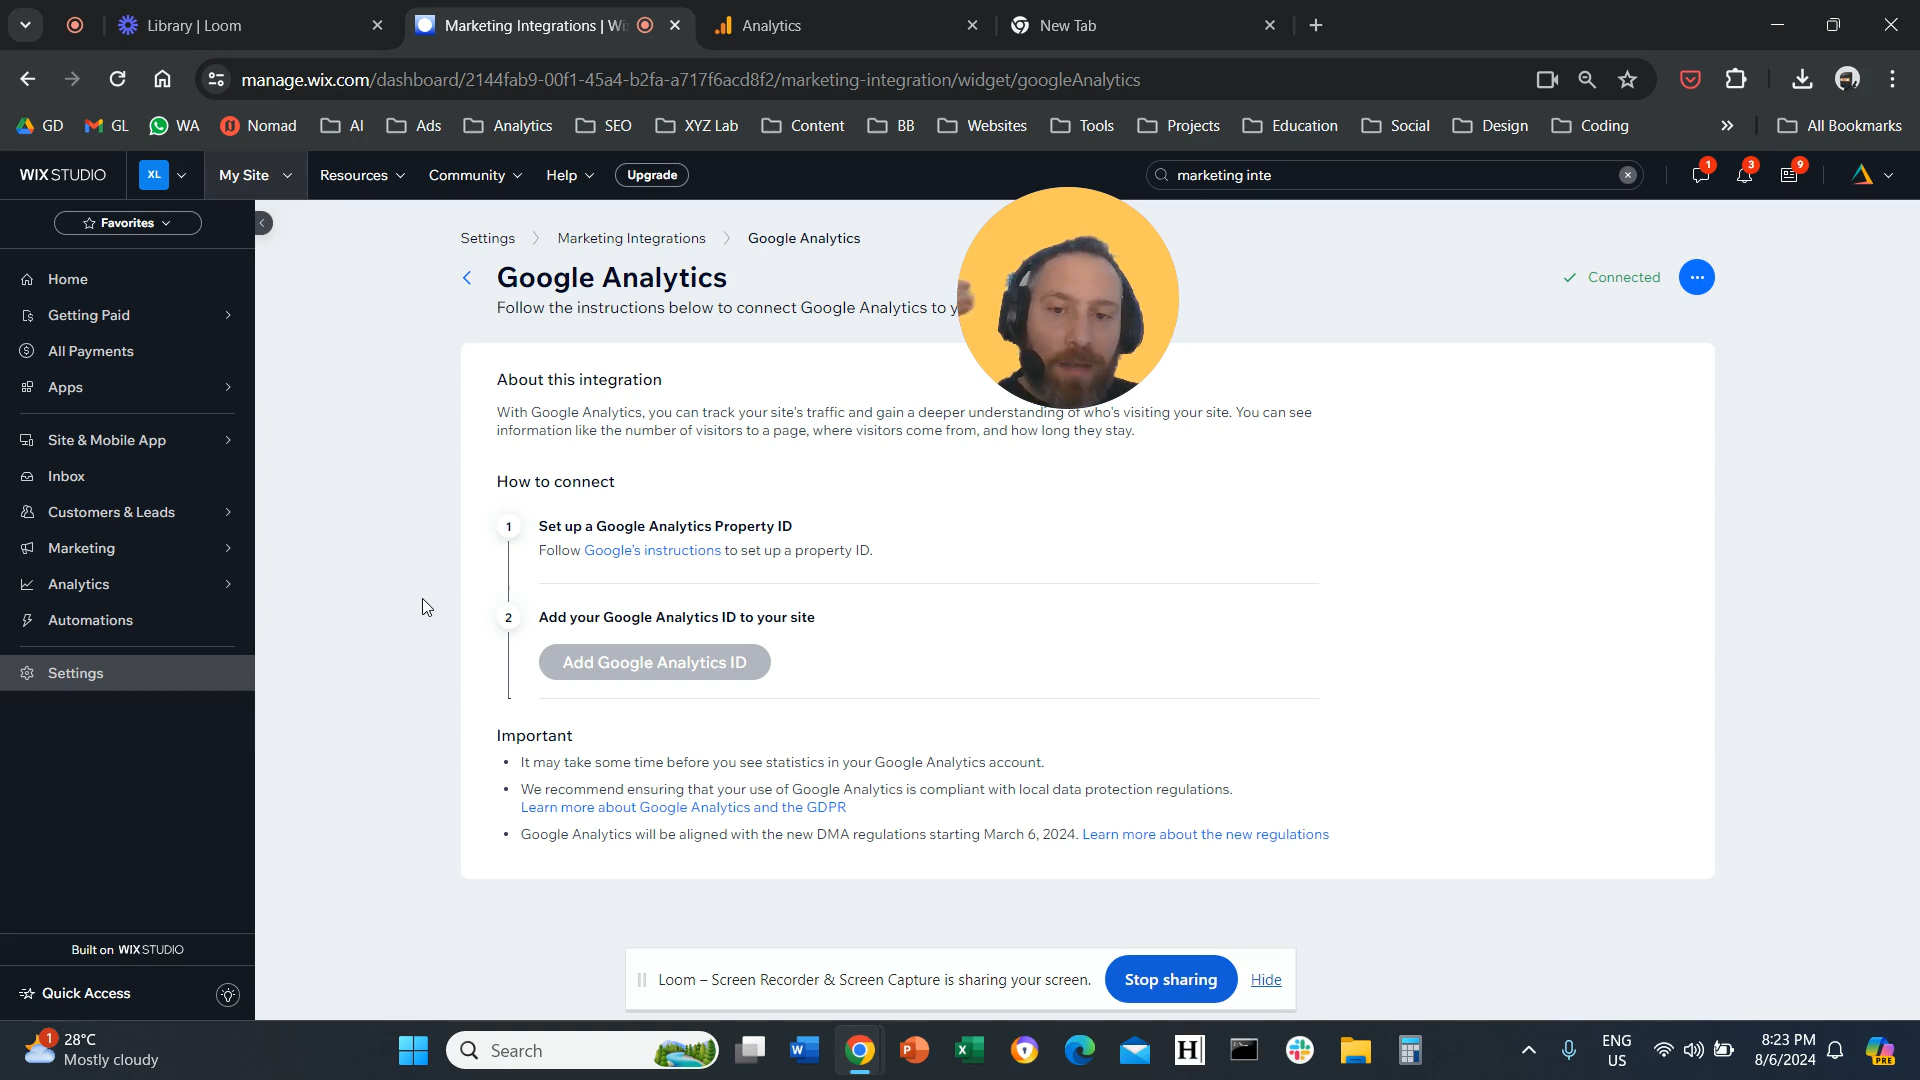 Library | Loom
Marketing Integrations | Wi
Analytics
New Tab
manage.wix.com/dashboard/2144fab9-00f1-45a4-b2fa-a717f6acd8f2/marketing-integration/widget/googleAnalytics
GD
GL
WA
Nomad
AI
Ads
Analytics
SEO
XYZ Lab
Content
BB
Websites
Tools
Projects
Education
Social
Design
Coding
All Bookmarks
WIX STUDIO
XL
My Site
Resources
Community
Help
Upgrade
marketing inte
1
3
9
Favorites
Home
Getting Paid
All Payments
Apps
Site & Mobile App
Inbox
Customers & Leads
Marketing
Analytics
Automations
Settings
Built on WIX STUDIO
Quick Access
Settings
Marketing Integrations
Google Analytics
Google Analytics
Connected
Follow the instructions below to connect Google Analytics to y
About this integration
With Google Analytics, you can track your site's traffic and gain a deeper understanding of who's visiting your site. You can see
information like the number of visitors to a page, where visitors come from, and how long they stay.
How to connect
1
Set up a Google Analytics Property ID
Follow Google's instructions to set up a property ID.
2
Add your Google Analytics ID to your site
Add Google Analytics ID
Important
• It may take some time before you see statistics in your Google Analytics account.
• We recommend ensuring that your use of Google Analytics is compliant with local data protection regulations.
Learn more about Google Analytics and the GDPR
• Google Analytics will be aligned with the new DMA regulations starting March 6, 2024. Learn more about the new regulations
Loom – Screen Recorder & Screen Capture is sharing your screen.
Stop sharing
Hide
1
28°C
Mostly cloudy
Search
ENG
US
8:23 PM
8/6/2024
PRE